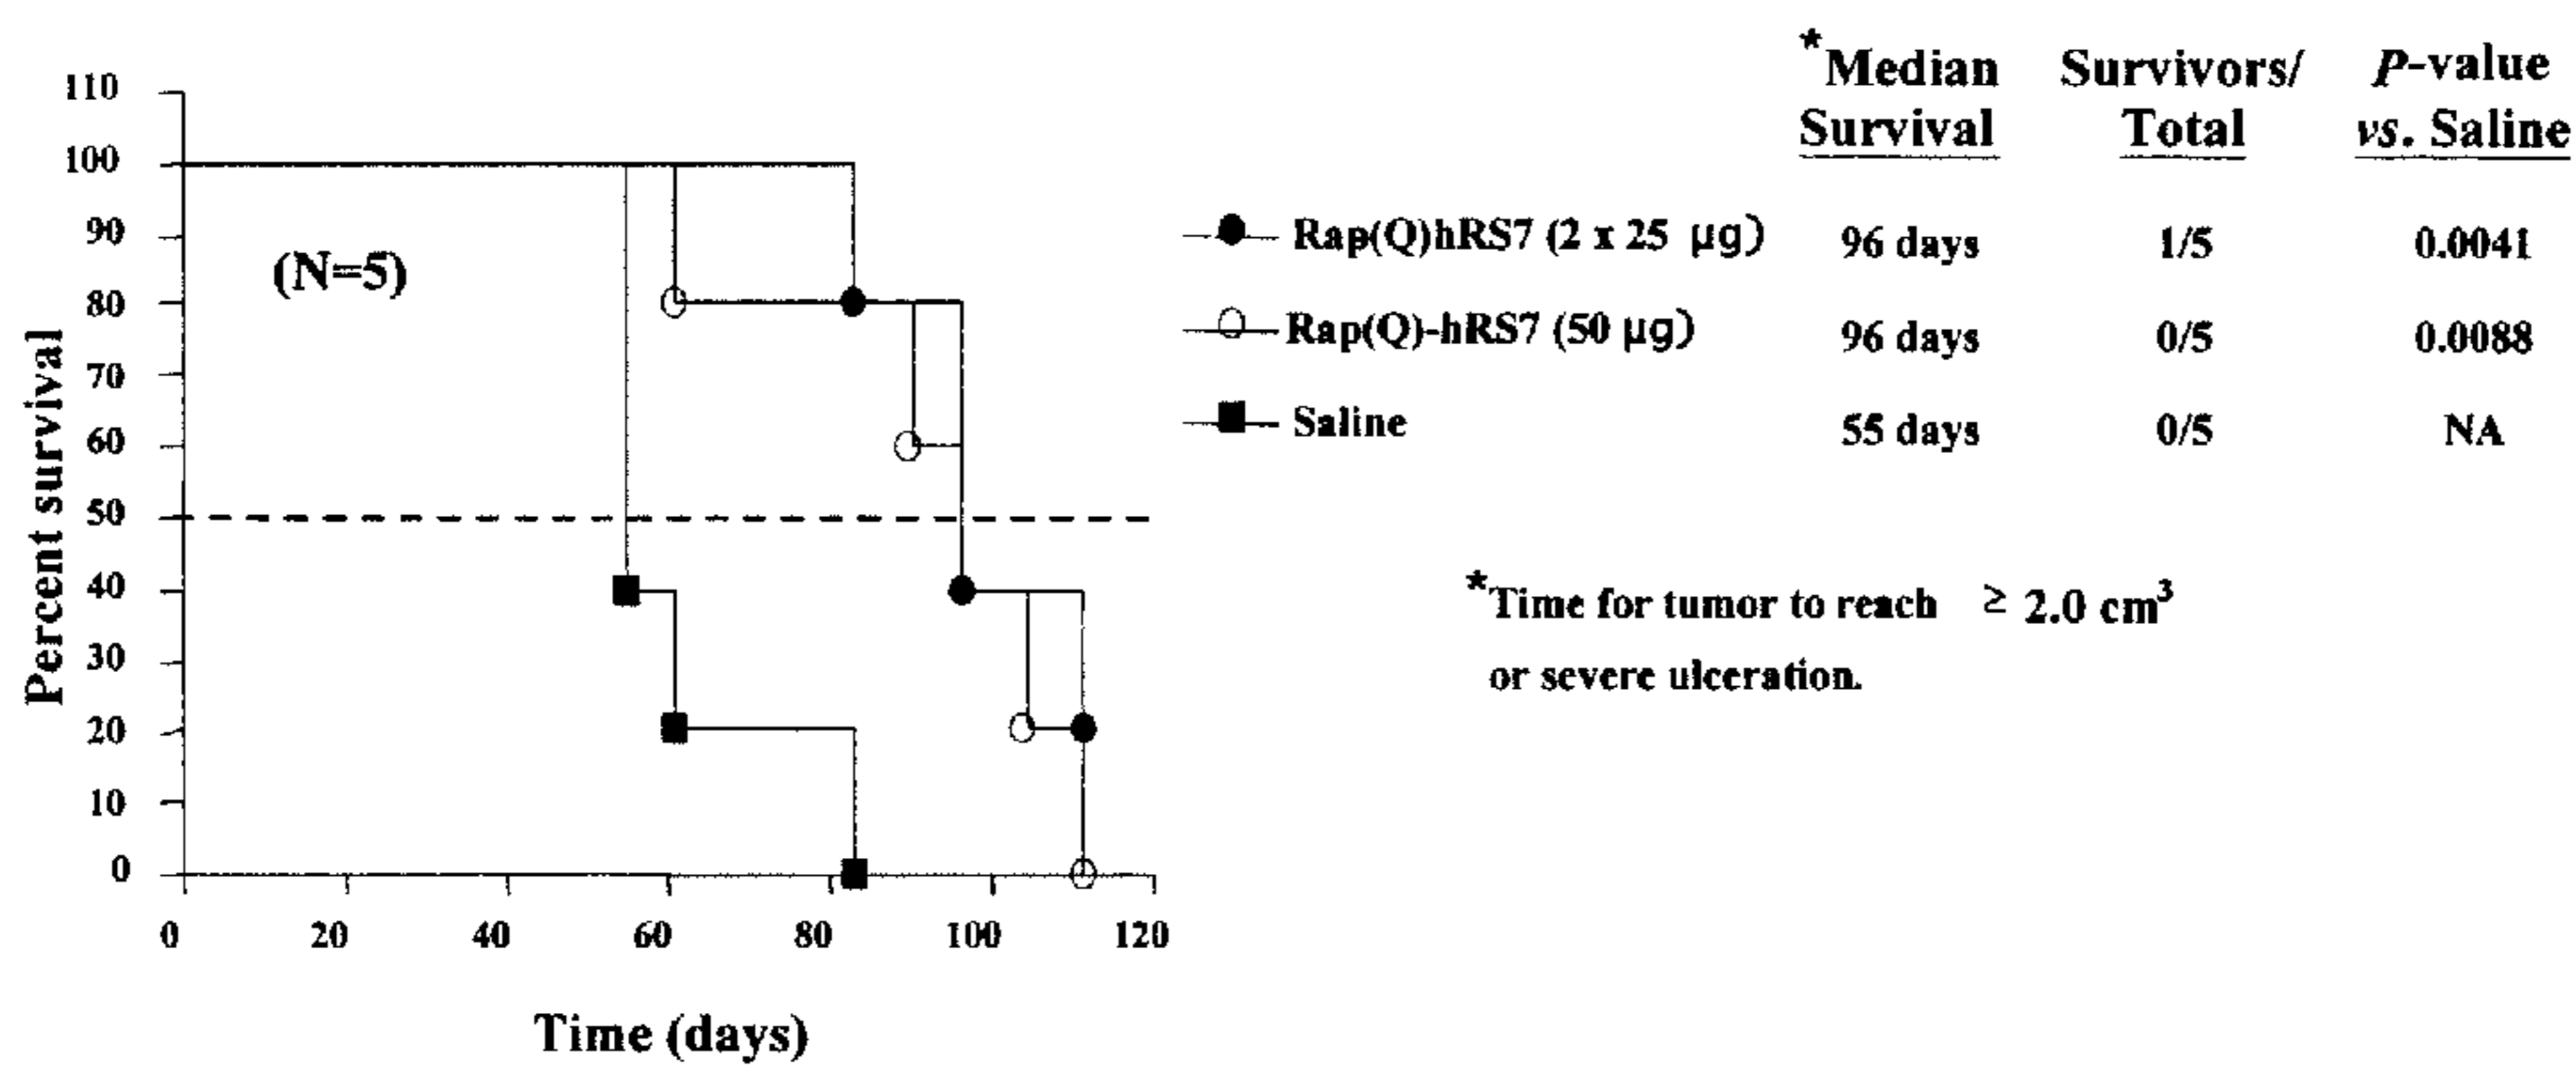 110
100
90
80
70
60
50
40
30
20
10
0
Percent survival
(N=5)
0 20 40 60 80 100 120
Time (days)
*Median Survivors/ P-value
Survival Total vs. Saline
Rap(Q)hRS7 (2 x 25 µg) 96 days 1/5 0.0041
Rap(Q)-hRS7 (50 µg) 96 days 0/5 0.0088
Saline 55 days 0/5 NA
*Time for tumor to reach ≥ 2.0 cm³
or severe ulceration.